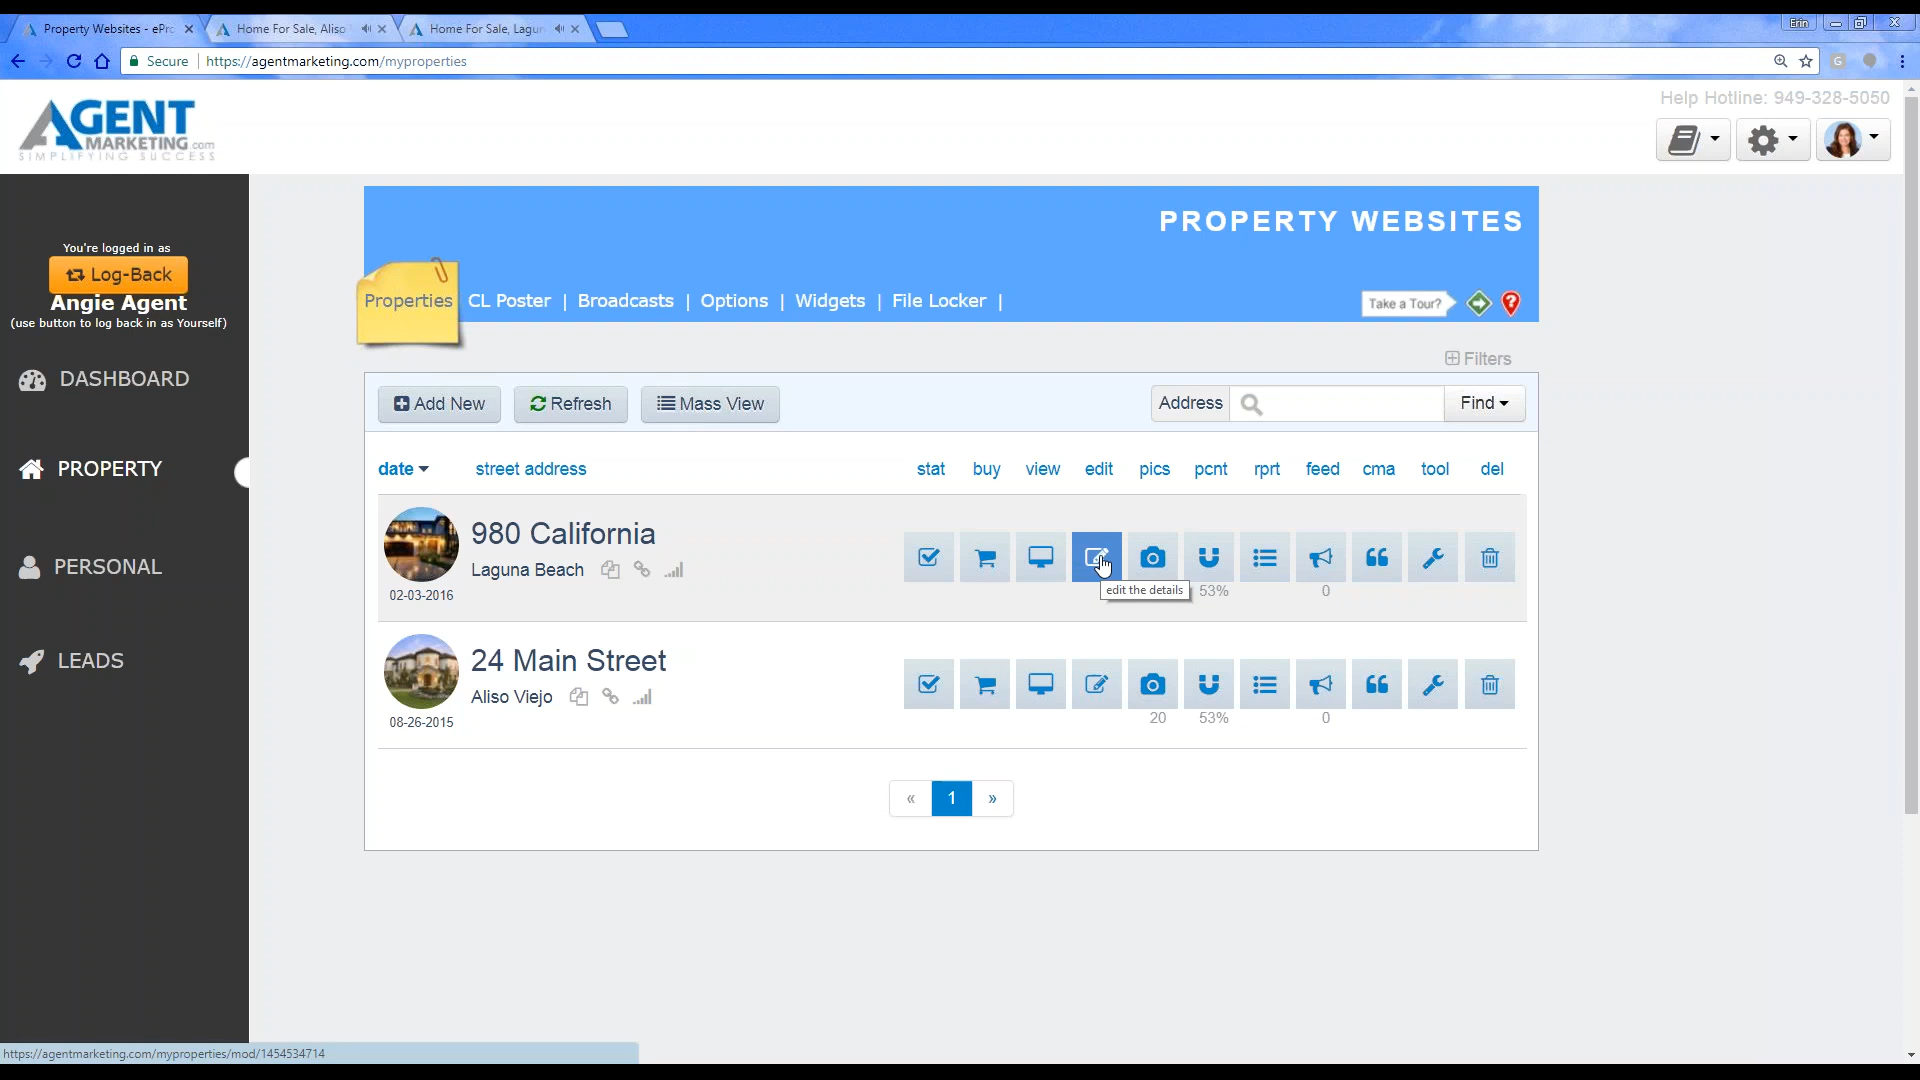 Property Websites - ePro
Home For Sale, Aliso
Home For Sale, Lagun
Erin
Secure
https://agentmarketing.com/myproperties
G
AGENT
MARKETING.com
SIMPLIFYING SUCCESS
Help Hotline: 949-328-5050
You're logged in as
Log-Back
Angie Agent
(use button to log back in as Yourself)
DASHBOARD
PROPERTY
PERSONAL
LEADS
PROPERTY WEBSITES
Properties CL Poster | Broadcasts | Options | Widgets | File Locker |
Take a Tour?
?
Filters
Add New
Refresh
Mass View
Address
Find
date street address stat buy view edit pics pcnt rprt feed cma tool del
980 California
Laguna Beach
02-03-2016
edit the details
53%
0
24 Main Street
Aliso Viejo
08-26-2015
20
53%
0
« 1 »
https://agentmarketing.com/myproperties/mod/1454534714